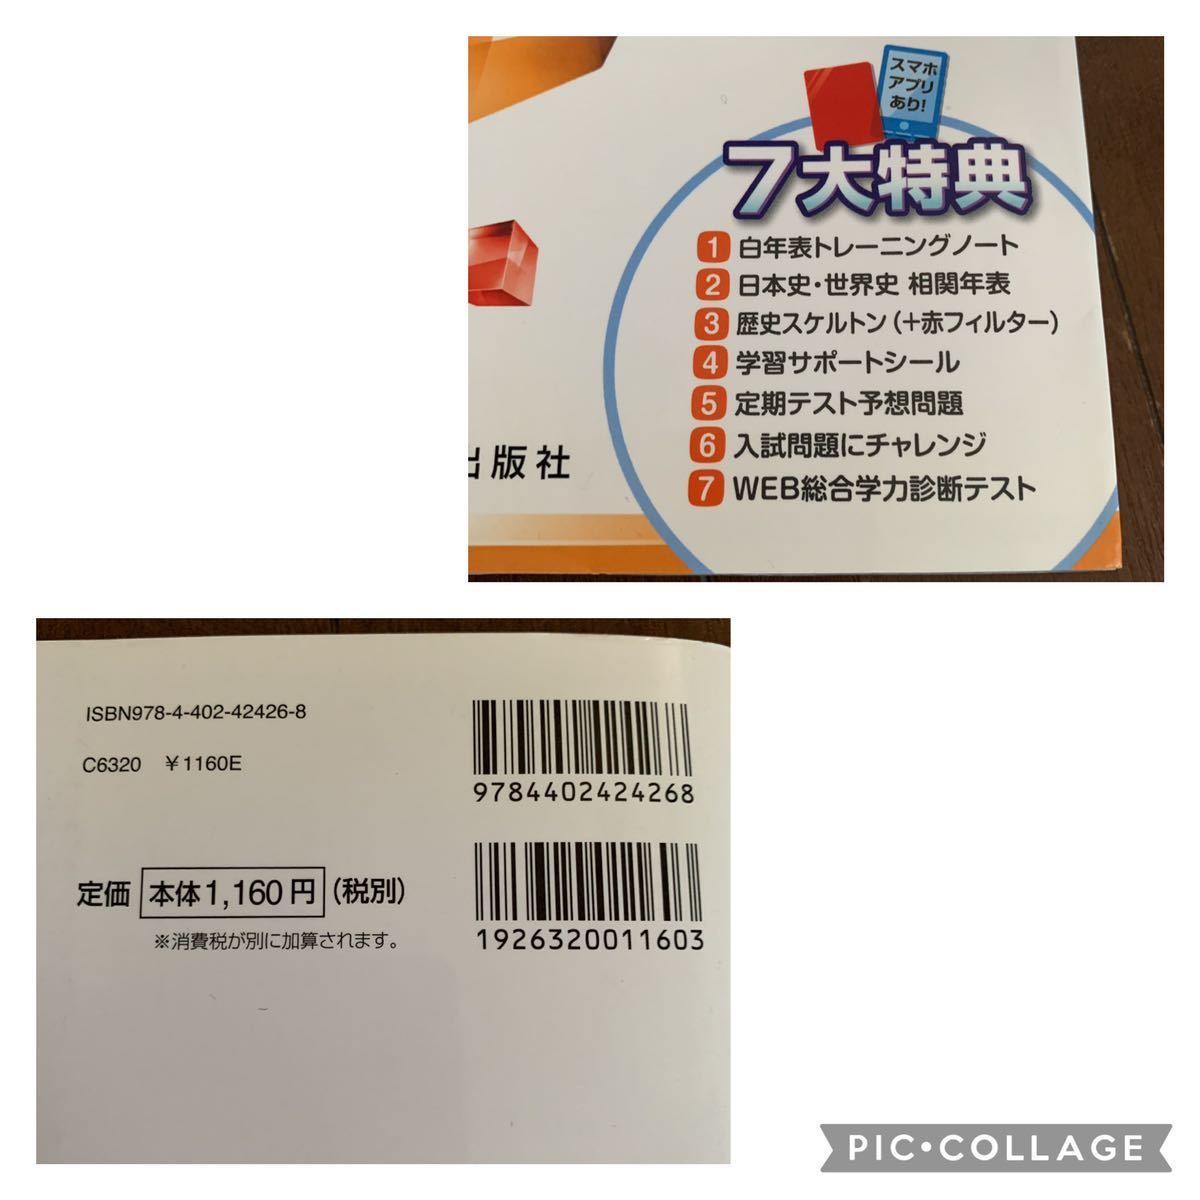 スマホ
アプリ
あり!
7大特典
1 白年表トレーニングノート
2 日本史・世界史 相関年表
3 歴史スケルトン(+赤フィルター)
4 学習サポートシール
5 定期テスト予想問題
6 入試問題にチャレンジ
7 WEB総合学力診断テスト
出版社
ISBN978-4-402-42426-8
C6320 ¥1160E
9784402424268
定価 本体1,160円(税別)
※消費税が別に加算されます。
1926320011603
PIC•COLLAGE